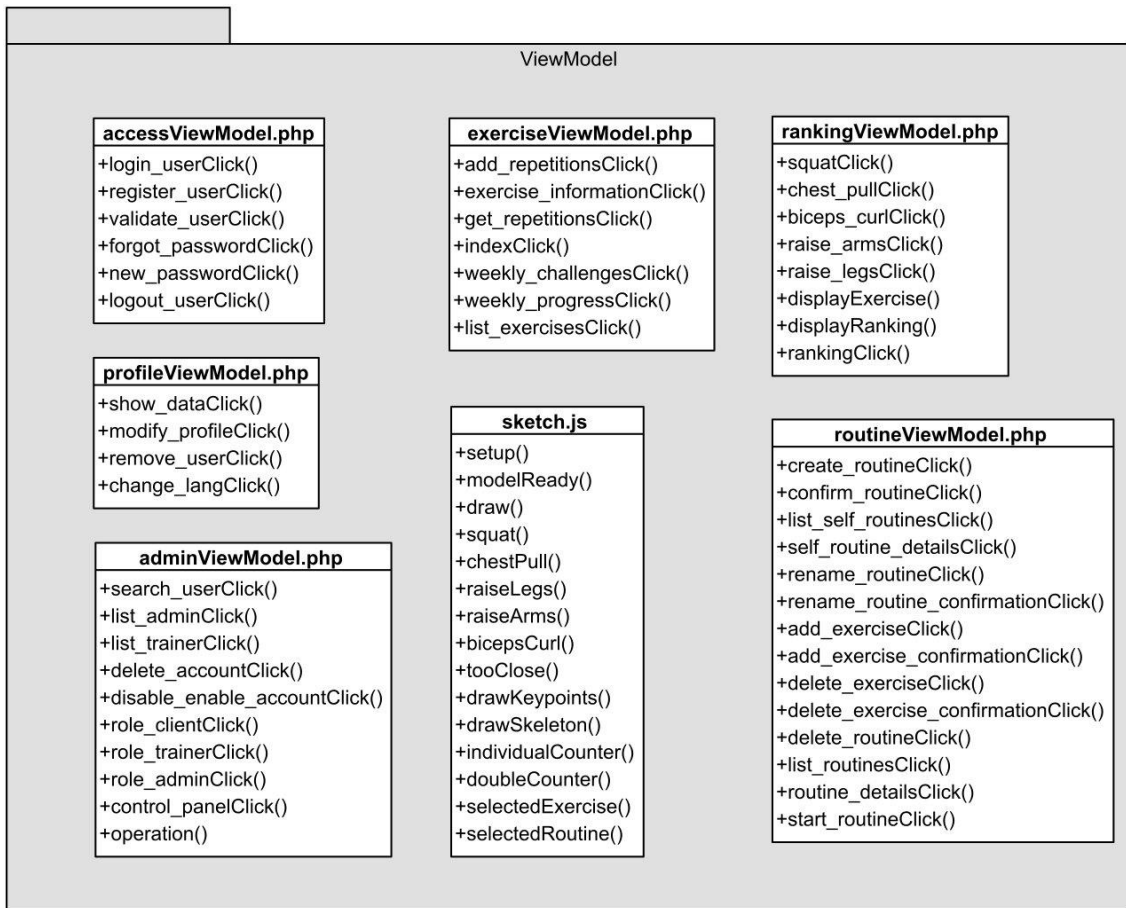 ViewModel
accessViewModel.php
+login_userClick()
+register_userClick()
+validate_userClick()
+forgot_passwordClick()
+new_passwordClick()
+logout_userClick()
exerciseViewModel.php
+add_repetitionsClick()
+exercise_informationClick()
+get_repetitionsClick()
+indexClick()
+weekly_challengesClick()
+weekly_progressClick()
+list_exercisesClick()
rankingViewModel.php
+squatClick()
+chest_pullClick()
+biceps_curlClick()
+raise_armsClick()
+raise_legsClick()
+displayExercise()
+displayRanking()
+rankingClick()
profileViewModel.php
+show_dataClick()
+modify_profileClick()
+remove_userClick()
+change_langClick()
sketch.js
+setup()
+modelReady()
+draw()
+squat()
+chestPull()
+raiseLegs()
+raiseArms()
+bicepsCurl()
+tooClose()
+drawKeypoints()
+drawSkeleton()
+individualCounter()
+doubleCounter()
+selectedExercise()
+selectedRoutine()
routineViewModel.php
+create_routineClick()
+confirm_routineClick()
+list_self_routinesClick()
+self_routine_detailsClick()
+rename_routineClick()
+rename_routine_confirmationClick()
+add_exerciseClick()
+add_exercise_confirmationClick()
+delete_exerciseClick()
+delete_exercise_confirmationClick()
+delete_routineClick()
+list_routinesClick()
+routine_detailsClick()
+start_routineClick()
adminViewModel.php
+search_userClick()
+list_adminClick()
+list_trainerClick()
+delete_accountClick()
+disable_enable_accountClick()
+role_clientClick()
+role_trainerClick()
+role_adminClick()
+control_panelClick()
+operation()